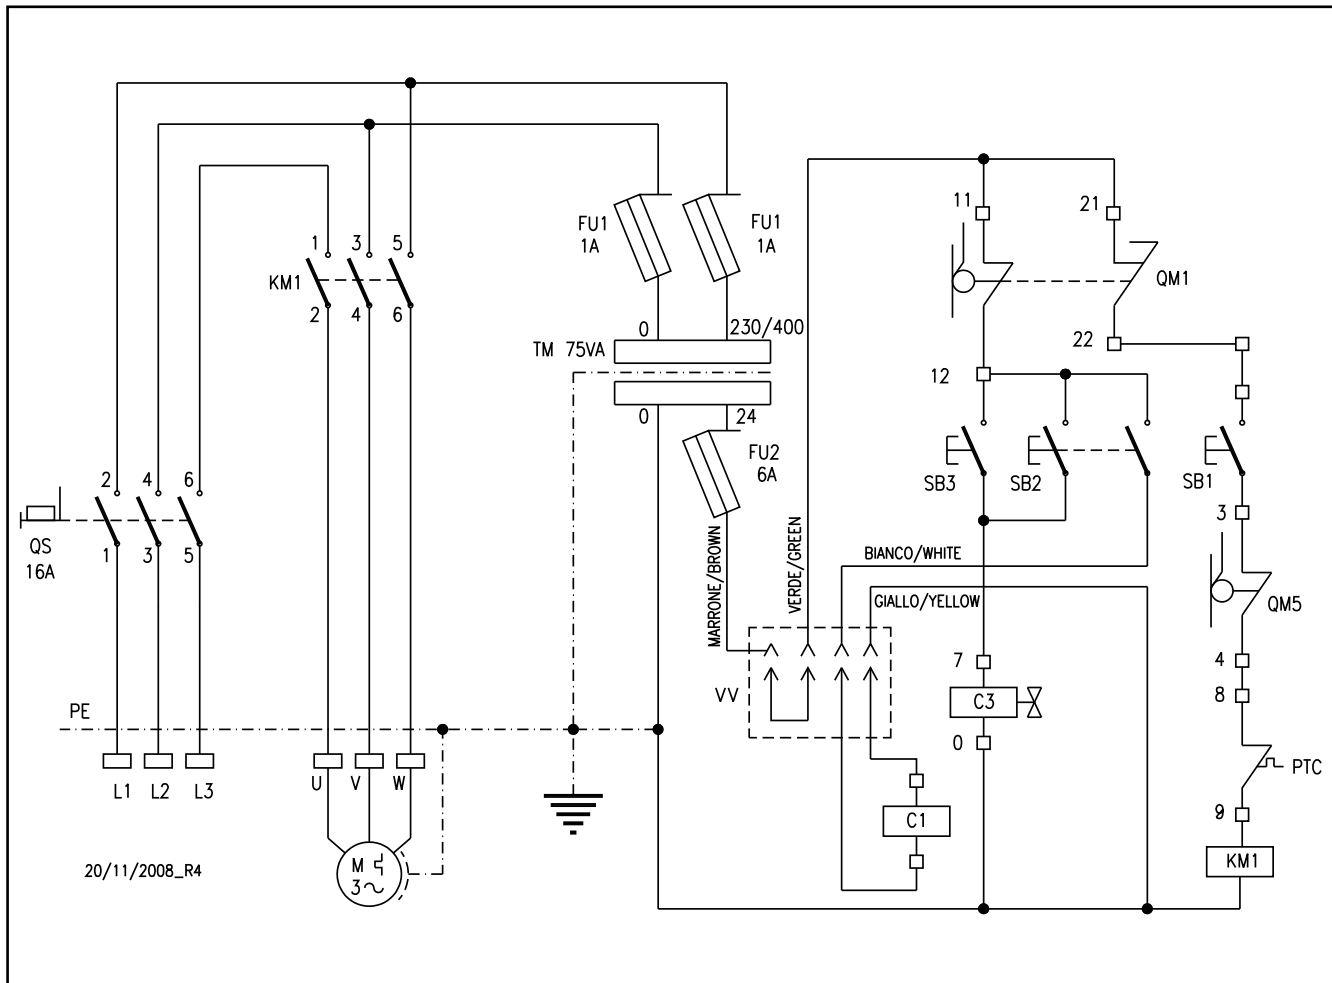 11
21
FU1
1A
FU1
1A
1
3
5
KM1
QM1
2
4
6
0
230/400
TM 75VA
22
12
0
24
FU2
6A
2
4
6
SB3
SB2
SB1
3
QS
16A
1
3
5
MARRONE/BROWN
VERDE/GREEN
BIANCO/WHITE
GIALLO/YELLOW
QM5
7
4
8
VV
C3
PE
0
PTC
L1
L2
L3
U
V
W
C1
9
M
3
KM1
20/11/2008_R4